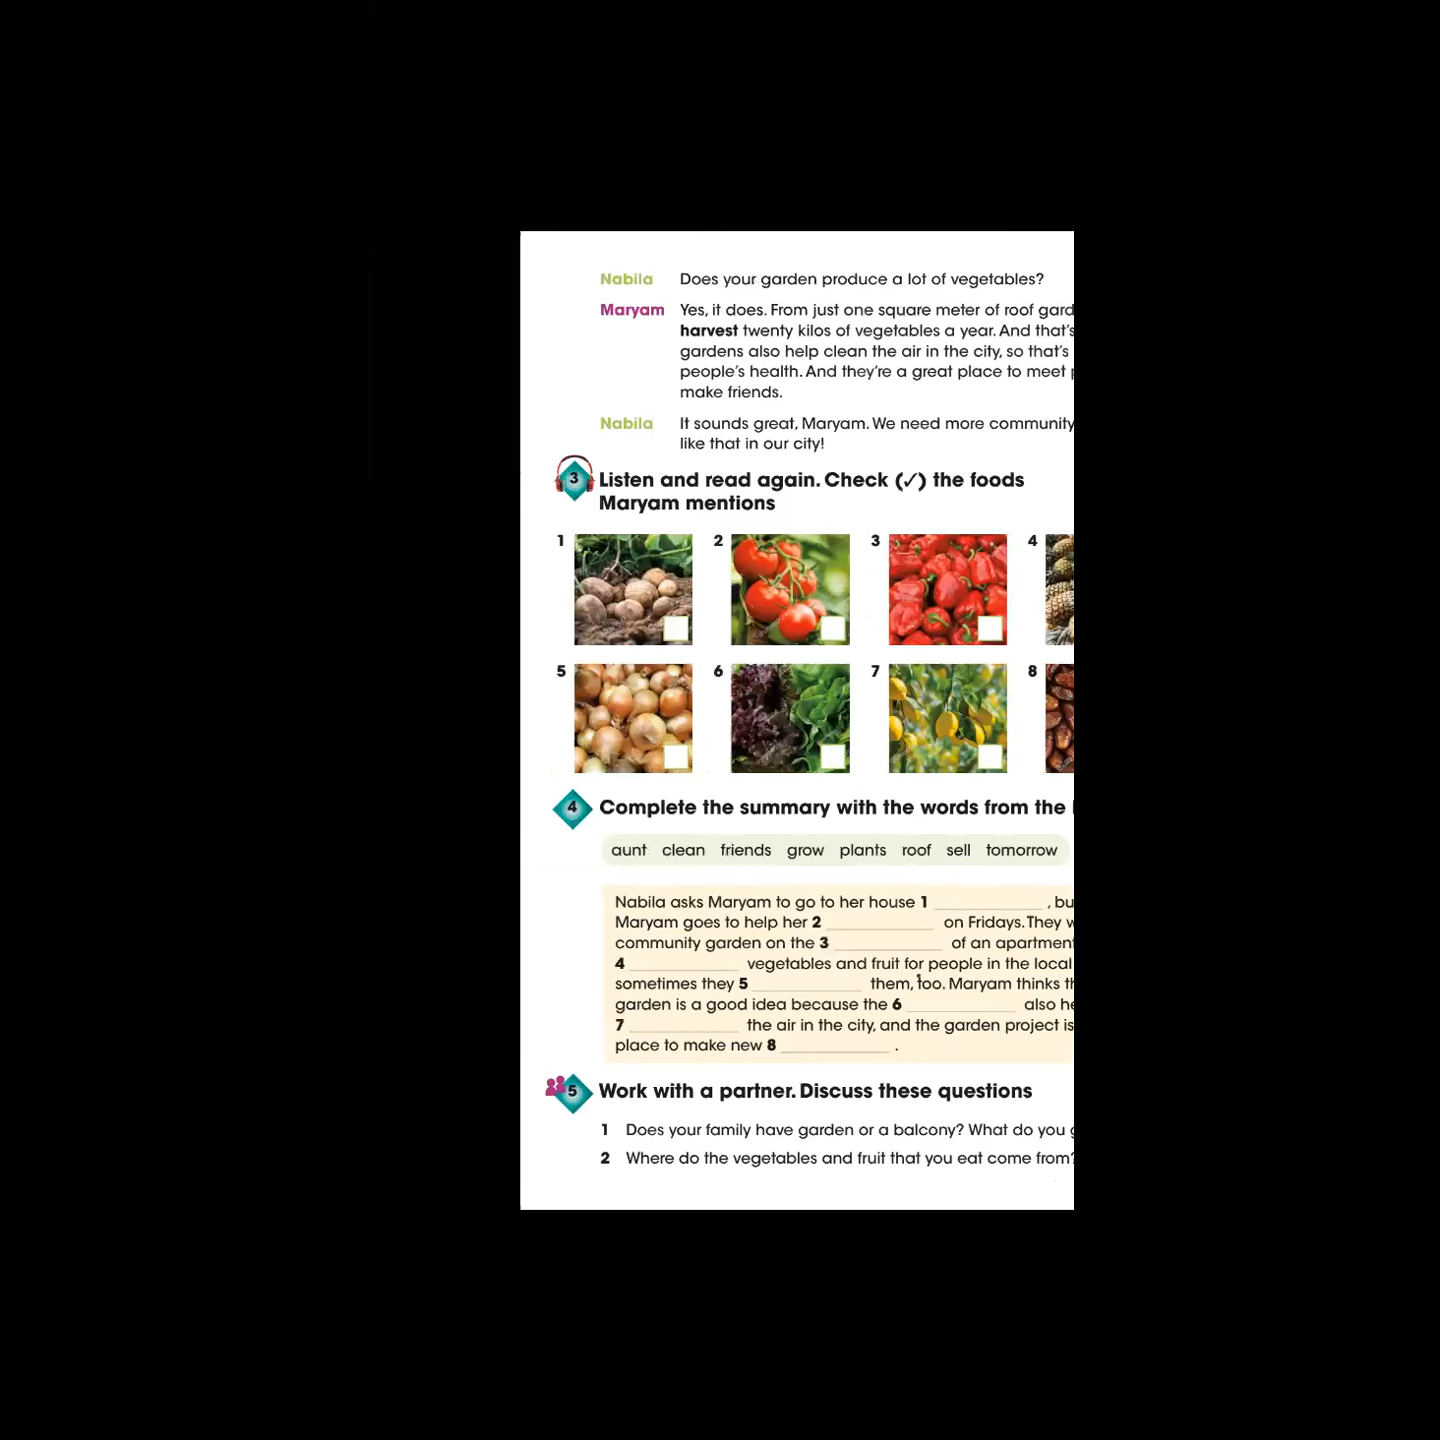 Nabila Does your garden produce a lot of vegetables?
Maryam Yes, it does. From just one square meter of roof gard
harvest twenty kilos of vegetables a year. And that's
gardens also help clean the air in the city, so that's
people's health. And they're a great place to meet
make friends.
Nabila It sounds great, Maryam. We need more community
like that in our city!
3 Listen and read again. Check (✓) the foods
Maryam mentions
1 2 3 4
5 6 7 8
4 Complete the summary with the words from the
aunt clean friends grow plants roof sell tomorrow
Nabila asks Maryam to go to her house 1 ____________ , bu
Maryam goes to help her 2 ____________ on Fridays. They w
community garden on the 3 ____________ of an apartment
4 ____________ vegetables and fruit for people in the local
sometimes they 5 ____________ them, too. Maryam thinks th
garden is a good idea because the 6 ____________ also he
7 ____________ the air in the city, and the garden project is
place to make new 8 ____________ .
5 Work with a partner. Discuss these questions
1 Does your family have garden or a balcony? What do you g
2 Where do the vegetables and fruit that you eat come from?